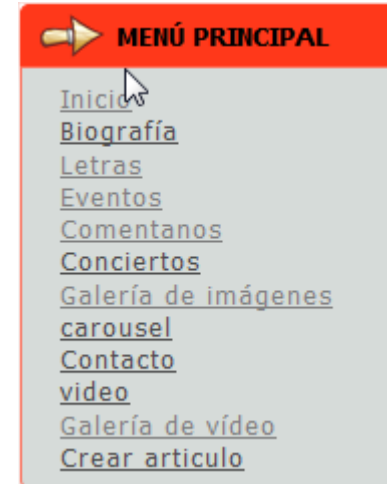 MENÚ PRINCIPAL
Inicio
Biografía
Letras
Eventos
Comentanos
Conciertos
Galería de imágenes
carousel
Contacto
video
Galería de vídeo
Crear articulo